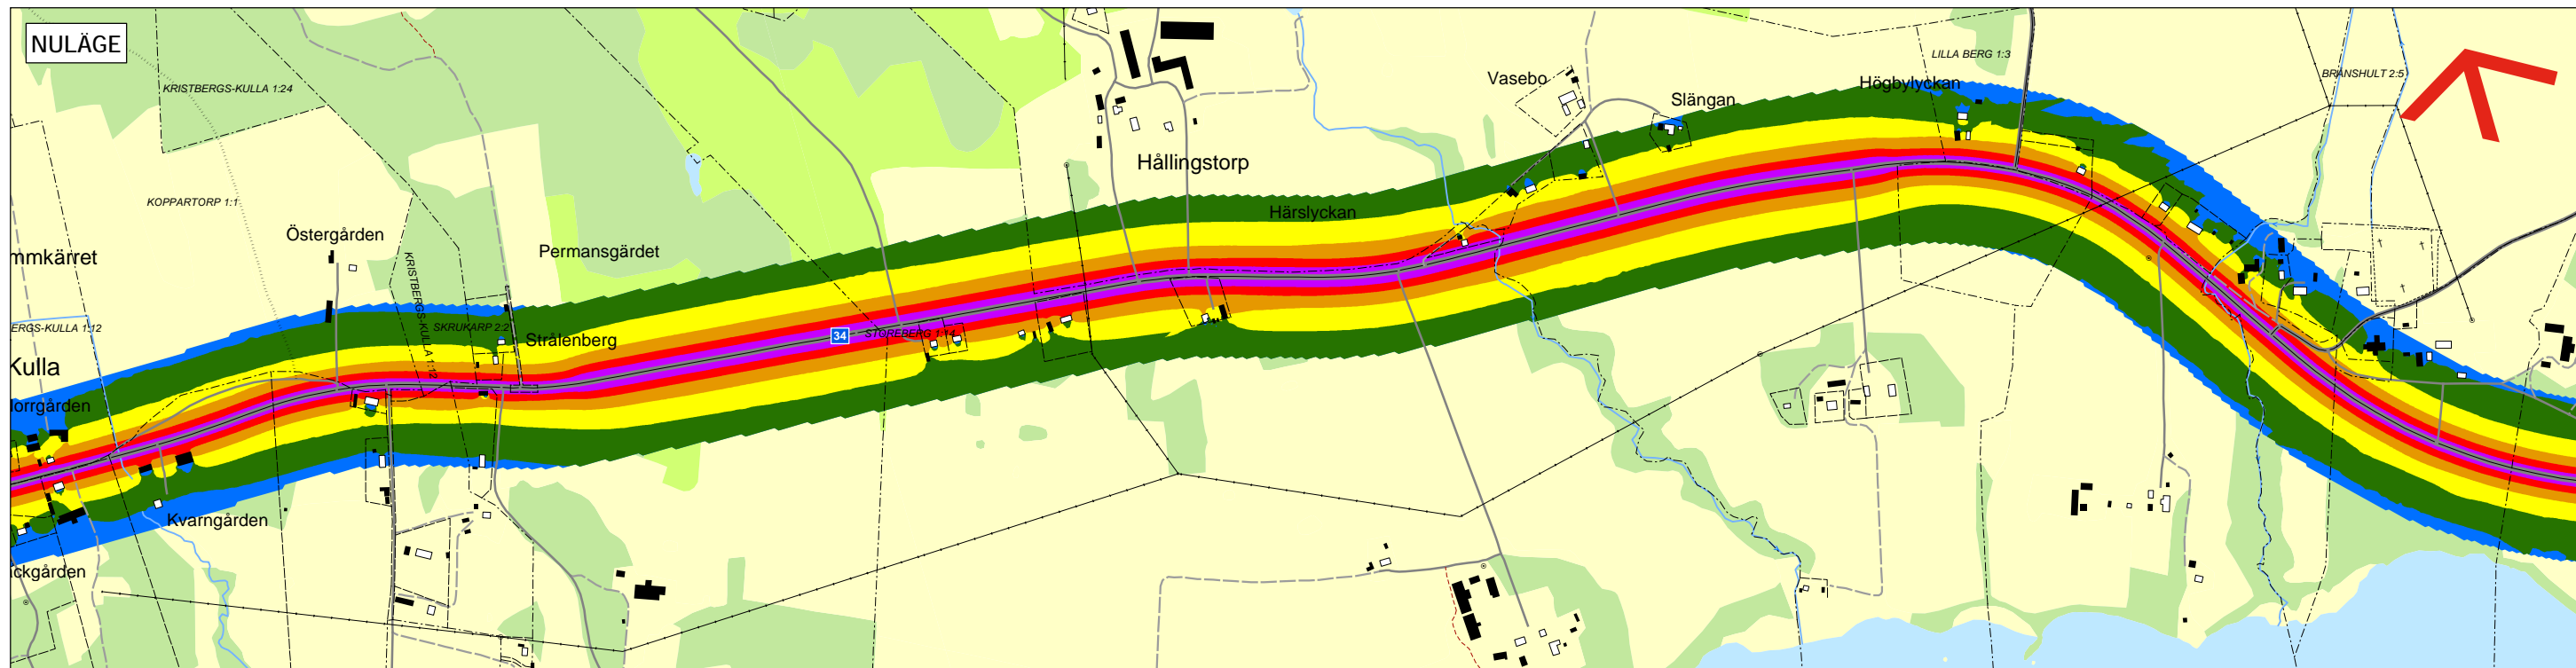 NULÄGE
KRISTBERGS-KULLA 1:24
KOPPARTORP 1:1
Östergården
mmkärret
ERGS-KULLA 1:12
Kulla
lorrgården
Kvarngården
ckgården
KRISTBERGS-KULLA 1:12
SKRUKARP 2:2
Strålenberg
Permansgärdet
34
STOREBERG 1:14
Hållingstorp
Härslyckan
Vasebo
Slängan
Högbylyckan
LILLA BERG 1:3
BRANSHULT 2:5